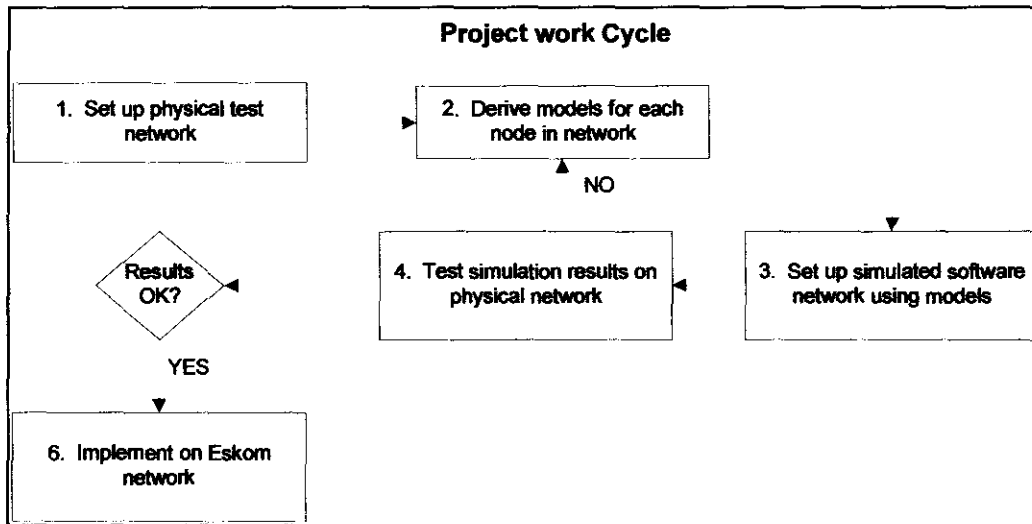 Project work Cycle
1. Set up physical test
network
2. Derive models for each
node in network
NO
Results
OK?
4. Test simulation results on
physical network
3. Set up simulated software
network using models
YES
6. Implement on Eskom
network